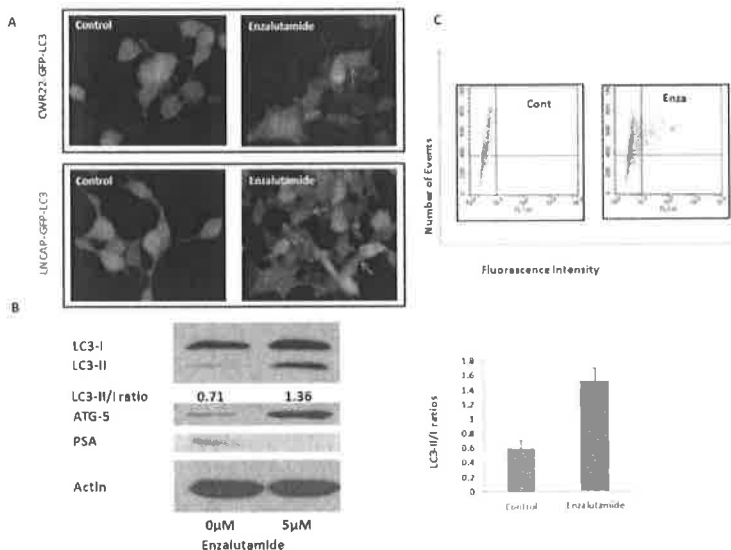 A
Control
Enzalutamide
CWR22-GFP-LC3
Control
Enzalutamide
LNCAP-GFP-LC3
C
Cont
Enza
Number of Events
Fluorescence Intensity
B
LC3-I
LC3-II
LC3-II/I ratio 0.71 1.36
ATG-5
PSA
Actin
0µM 5µM
Enzalutamide
LC3-II/I ratios
1.8
1.6
1.4
1.2
1
0.8
0.6
0.4
0.2
0
Control Enzalutamide